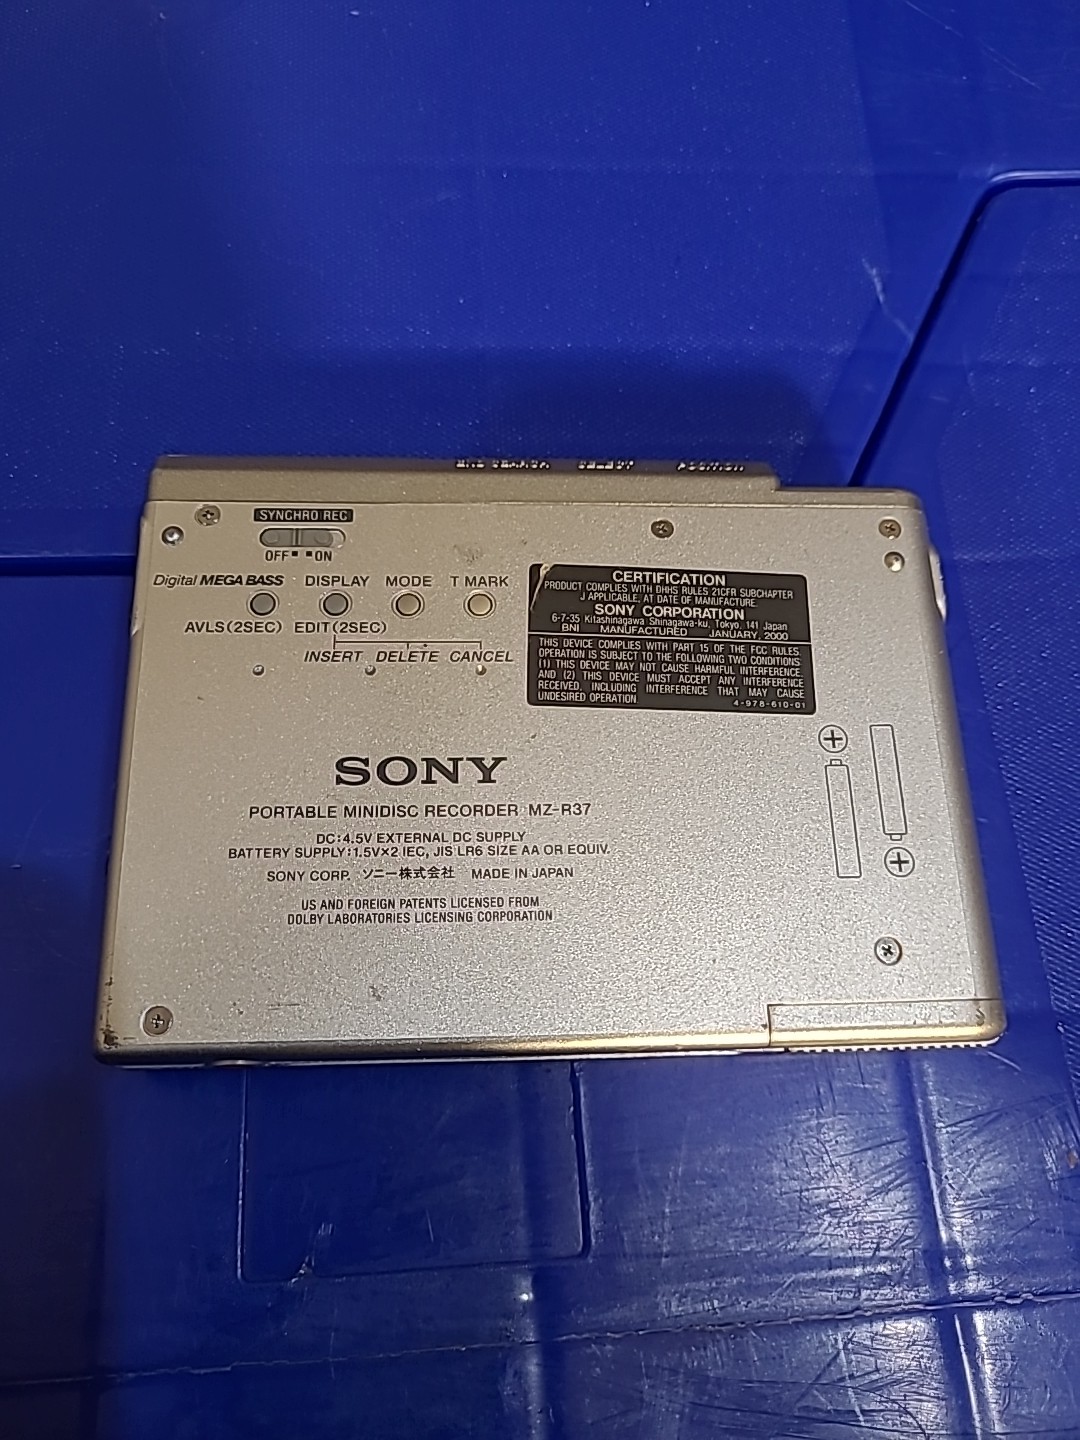 END SEARCH SELECT POSITION
SYNCHRO REC
OFF ON
Digital MEGA BASS DISPLAY MODE T MARK
AVLS(2SEC) EDIT(2SEC)
INSERT DELETE CANCEL
CERTIFICATION
PRODUCT COMPLIES WITH DHHS RULES 21CFR SUBCHAPTER
J APPLICABLE, AT DATE OF MANUFACTURE.
SONY CORPORATION
6-7-35 Kitashinagawa Shinagawa-ku, Tokyo, 141 Japan
BNI MANUFACTURED JANUARY, 2000
THIS DEVICE COMPLIES WITH PART 15 OF THE FCC RULES
OPERATION IS SUBJECT TO THE FOLLOWING TWO CONDITIONS
(1) THIS DEVICE MAY NOT CAUSE HARMFUL INTERFERENCE.
AND (2) THIS DEVICE MUST ACCEPT ANY INTERFERENCE
RECEIVED, INCLUDING INTERFERENCE THAT MAY CAUSE
UNDESIRED OPERATION.
4-978-610-01
SONY
PORTABLE MINIDISC RECORDER MZ-R37
DC:4.5V EXTERNAL DC SUPPLY
BATTERY SUPPLY:1.5V×2 IEC, JIS LR6 SIZE AA OR EQUIV.
SONY CORP. ソニー株式会社 MADE IN JAPAN
US AND FOREIGN PATENTS LICENSED FROM
DOLBY LABORATORIES LICENSING CORPORATION